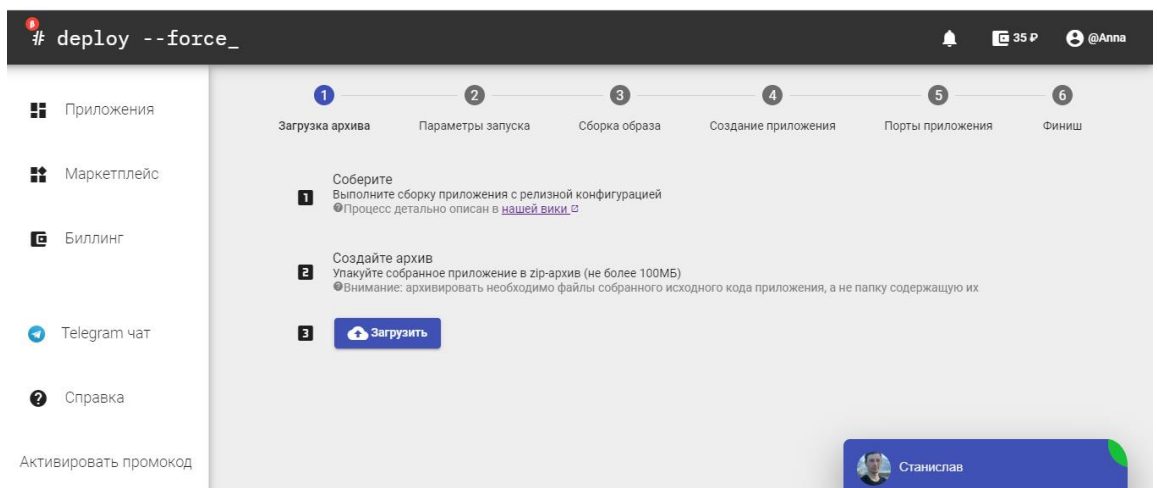 β
# deploy --force_
35 ₽
@Anna
Приложения
Маркетплейс
Биллинг
Telegram чат
Справка
Активировать промокод
1 2 3 4 5 6
Загрузка архива Параметры запуска Сборка образа Создание приложения Порты приложения Финиш
1
Соберите
Выполните сборку приложения с релизной конфигурацией
Процесс детально описан в нашей вики
2
Создайте архив
Упакуйте собранное приложение в zip-архив (не более 100МБ)
Внимание: архивировать необходимо файлы собранного исходного кода приложения, а не папку содержащую их
3
Загрузить
Станислав